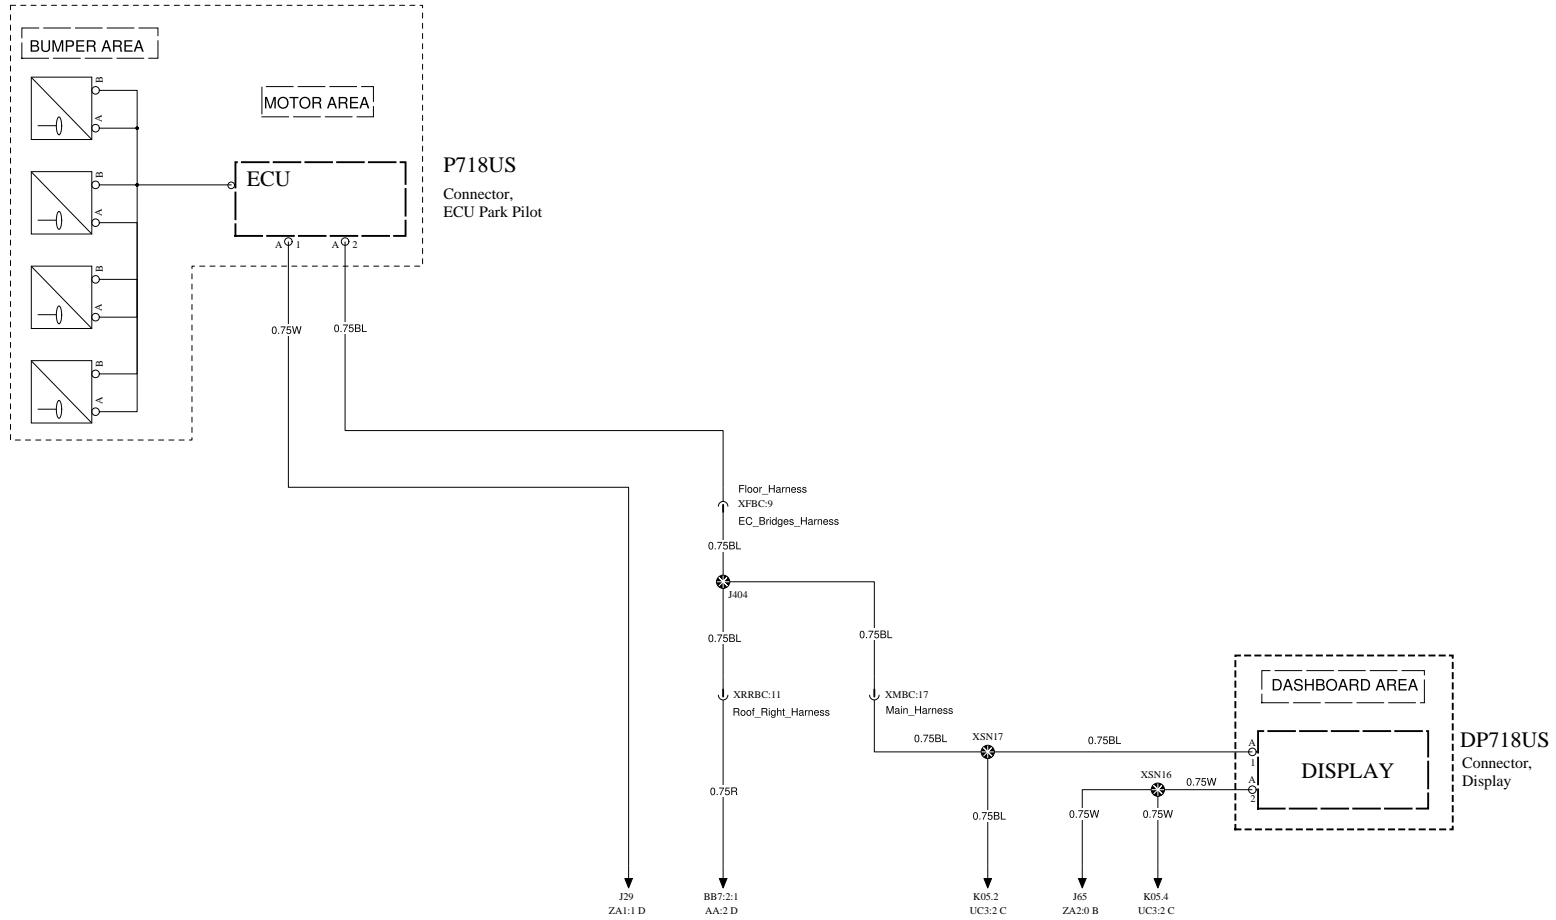 BUMPER AREA
B
A
B
A
B
A
B
A
MOTOR AREA
ECU
A 1
A 2
P718US
Connector,
ECU Park Pilot
0.75W
0.75BL
Floor_Harness
XFBC:9
EC_Bridges_Harness
0.75BL
J404
0.75BL
0.75BL
XRRBC:11
Roof_Right_Harness
XMBC:17
Main_Harness
0.75R
0.75BL
XSN17
0.75BL
0.75BL
XSN16
0.75W
0.75W
0.75W
DASHBOARD AREA
A
1
A
2
DISPLAY
DP718US
Connector,
Display
J29
ZA1:1 D
BB7:2:1
AA:2 D
K05.2
UC3:2 C
J65
ZA2:0 B
K05.4
UC3:2 C